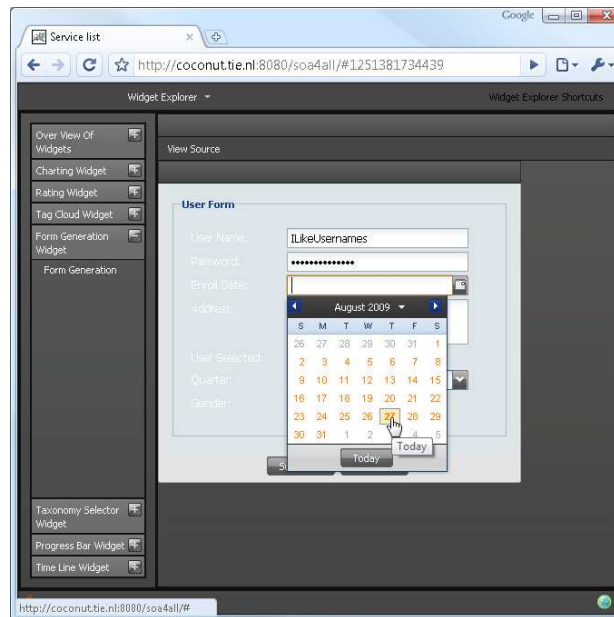 Google
Service list
http://coconut.tie.nl:8080/soa4all/#1251381734439
Widget Explorer
Widget Explorer Shortcuts
Over View Of
Widgets
View Source
Charting Widget
Rating Widget
Tag Cloud Widget
Form Generation
Widget
Form Generation
User Form
User Name: ILikeUsernames
Password: ••••••••••••••
Enrol Date:
Address:
August 2009
S M T W T F S
26 27 28 29 30 31 1
2 3 4 5 6 7 8
9 10 11 12 13 14 15
16 17 18 19 20 21 22
23 24 25 26 27 28 29
30 31 1 2 4 5
Today
Today
User Selected:
Quarter:
Gender:
Taxonomy Selector
Widget
Progress Bar Widget
Time Line Widget
http://coconut.tie.nl:8080/soa4all/#